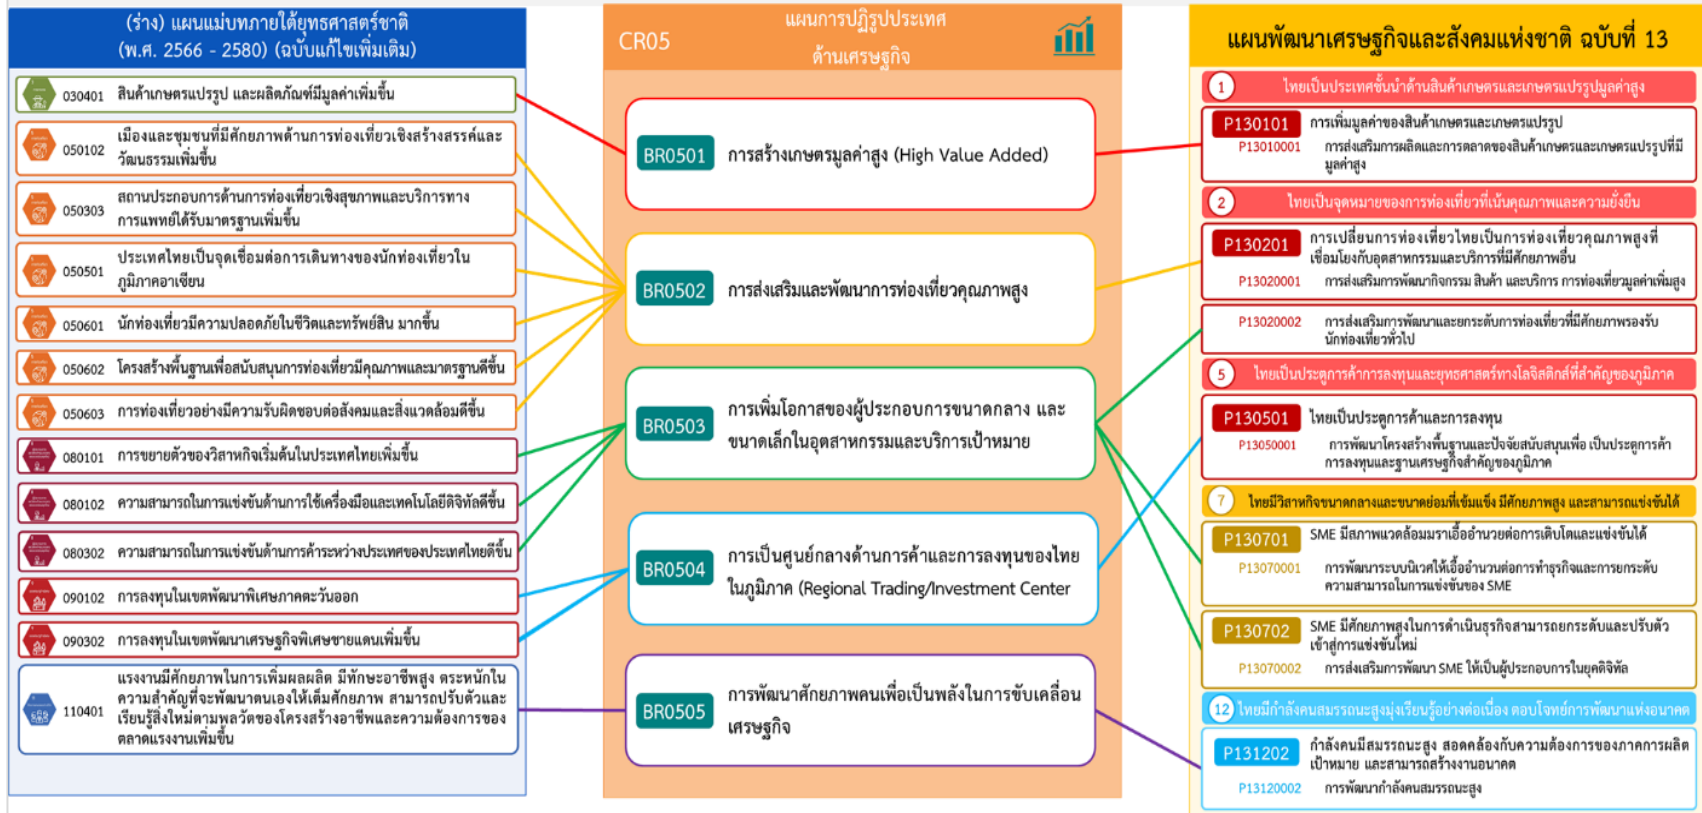 (ร่าง) แผนแม่บทภายใต้ยุทธศาสตร์ชาติ
(พ.ศ. 2566 - 2580) (ฉบับแก้ไขเพิ่มเติม)
030401 สินค้าเกษตรแปรรูป และผลิตภัณฑ์มีมูลค่าเพิ่มขึ้น
050102 เมืองและชุมชนที่มีศักยภาพด้านการท่องเที่ยวเชิงสร้างสรรค์และ
วัฒนธรรมเพิ่มขึ้น
050303 สถานประกอบการด้านการท่องเที่ยวเชิงสุขภาพและบริการทาง
การแพทย์ได้รับมาตรฐานเพิ่มขึ้น
050501 ประเทศไทยเป็นจุดเชื่อมต่อการเดินทางของนักท่องเที่ยวใน
ภูมิภาคอาเซียน
050601 นักท่องเที่ยวมีความปลอดภัยในชีวิตและทรัพย์สิน มากขึ้น
050602 โครงสร้างพื้นฐานเพื่อสนับสนุนการท่องเที่ยวมีคุณภาพและมาตรฐานดีขึ้น
050603 การท่องเที่ยวอย่างมีความรับผิดชอบต่อสังคมและสิ่งแวดล้อมดีขึ้น
080101 การขยายตัวของวิสาหกิจเริ่มต้นในประเทศไทยเพิ่มขึ้น
080102 ความสามารถในการแข่งขันด้านการใช้เครื่องมือและเทคโนโลยีดิจิทัลดีขึ้น
080302 ความสามารถในการแข่งขันด้านการค้าระหว่างประเทศของประเทศไทยดีขึ้น
090102 การลงทุนในเขตพัฒนาพิเศษภาคตะวันออก
090302 การลงทุนในเขตพัฒนาเศรษฐกิจพิเศษชายแดนเพิ่มขึ้น
110401 แรงงานมีศักยภาพในการเพิ่มผลผลิต มีทักษะอาชีพสูง ตระหนักใน
ความสำคัญที่จะพัฒนาตนเองให้เต็มศักยภาพ สามารถปรับตัวและ
เรียนรู้สิ่งใหม่ตามพลวัตของโครงสร้างอาชีพและความต้องการของ
ตลาดแรงงานเพิ่มขึ้น
CR05
แผนการปฏิรูปประเทศ
ด้านเศรษฐกิจ
BR0501 การสร้างเกษตรมูลค่าสูง (High Value Added)
BR0502 การส่งเสริมและพัฒนาการท่องเที่ยวคุณภาพสูง
BR0503 การเพิ่มโอกาสของผู้ประกอบการขนาดกลาง และ
ขนาดเล็กในอุตสาหกรรมและบริการเป้าหมาย
BR0504 การเป็นศูนย์กลางด้านการค้าและการลงทุนของไทย
ในภูมิภาค (Regional Trading/Investment Center
BR0505 การพัฒนาศักยภาพคนเพื่อเป็นพลังในการขับเคลื่อน
เศรษฐกิจ
แผนพัฒนาเศรษฐกิจและสังคมแห่งชาติ ฉบับที่ 13
1 ไทยเป็นประเทศชั้นนำด้านสินค้าเกษตรและเกษตรแปรรูปมูลค่าสูง
P130101 การเพิ่มมูลค่าของสินค้าเกษตรและเกษตรแปรรูป
P13010001 การส่งเสริมการผลิตและการตลาดของสินค้าเกษตรและเกษตรแปรรูปที่มี
มูลค่าสูง
2 ไทยเป็นจุดหมายของการท่องเที่ยวที่เน้นคุณภาพและความยั่งยืน
P130201 การเปลี่ยนการท่องเที่ยวไทยเป็นการท่องเที่ยวคุณภาพสูงที่
เชื่อมโยงกับอุตสาหกรรมและบริการที่มีศักยภาพอื่น
P13020001 การส่งเสริมการพัฒนากิจกรรม สินค้า และบริการ การท่องเที่ยวมูลค่าเพิ่มสูง
P13020002 การส่งเสริมการพัฒนาและยกระดับการท่องเที่ยวที่มีศักยภาพรองรับ
นักท่องเที่ยวทั่วไป
5 ไทยเป็นประตูการค้าการลงทุนและยุทธศาสตร์ทางโลจิสติกส์ที่สำคัญของภูมิภาค
P130501 ไทยเป็นประตูการค้าและการลงทุน
P13050001 การพัฒนาโครงสร้างพื้นฐานและปัจจัยสนับสนุนเพื่อ เป็นประตูการค้า
การลงทุนและฐานเศรษฐกิจสำคัญของภูมิภาค
7 ไทยมีวิสาหกิจขนาดกลางและขนาดย่อมที่เข้มแข็ง มีศักยภาพสูง และสามารถแข่งขันได้
P130701 SME มีสภาพแวดล้อมมราเอื้ออำนวยต่อการเติบโตและแข่งขันได้
P13070001 การพัฒนาระบบนิเวศให้เอื้ออำนวนต่อการทำธุรกิจและการยกระดับ
ความสามารถในการแข่งขันของ SME
P130702 SME มีศักยภาพสูงในการดำเนินธุรกิจสามารถยกระดับและปรับตัว
เข้าสู่การแข่งขันใหม่
P13070002 การส่งเสริมการพัฒนา SME ให้เป็นผู้ประกอบการในยุคดิจิทัล
12 ไทยมีกำลังคนสมรรถนะสูงมุ่งเรียนรู้อย่างต่อเนื่อง ตอบโจทย์การพัฒนาแห่งอนาคต
P131202 กำลังคนมีสมรรถนะสูง สอดคล้องกับความต้องการของภาคการผลิต
เป้าหมาย และสามารถสร้างงานอนาคต
P13120002 การพัฒนากำลังคนสมรรถนะสูง